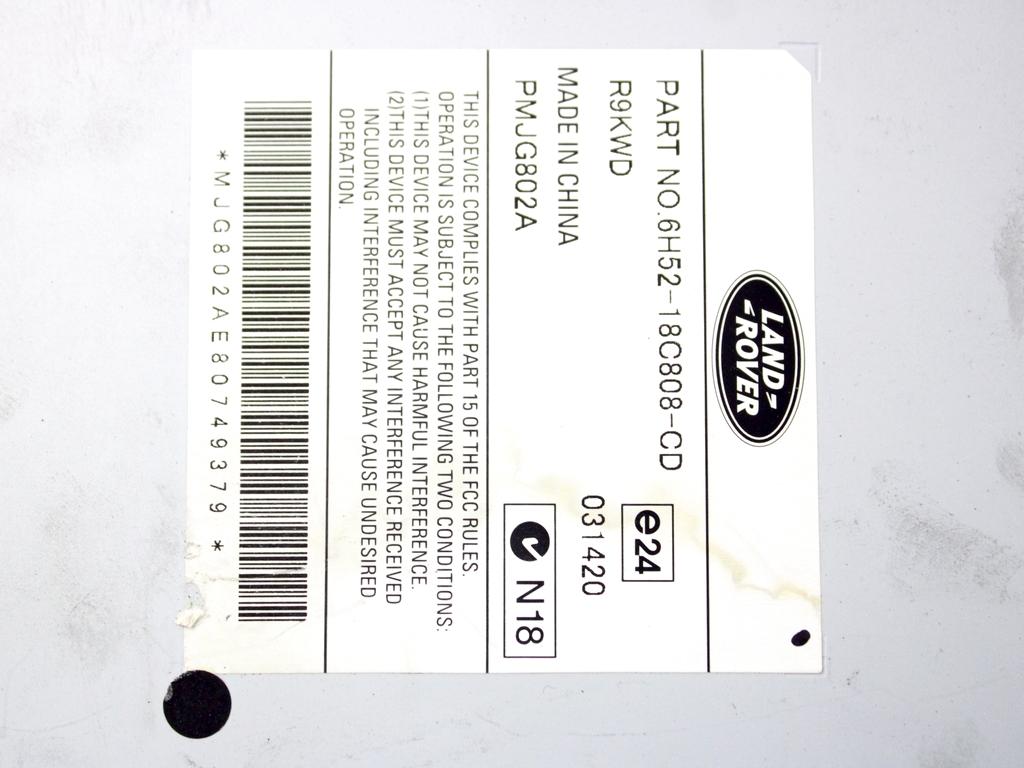 LAND
ROVER
PART NO.6H52-18C808-CD
R9KWD
e24
031420
MADE IN CHINA
PMJG802A
N18
THIS DEVICE COMPLIES WITH PART 15 OF THE FCC RULES.
OPERATION IS SUBJECT TO THE FOLLOWING TWO CONDITIONS:
(1)THIS DEVICE MAY NOT CAUSE HARMFUL INTERFERENCE.
(2)THIS DEVICE MUST ACCEPT ANY INTERFERENCE RECEIVED
INCLUDING INTERFERENCE THAT MAY CAUSE UNDESIRED
OPERATION.
*MJG802AE80749379*